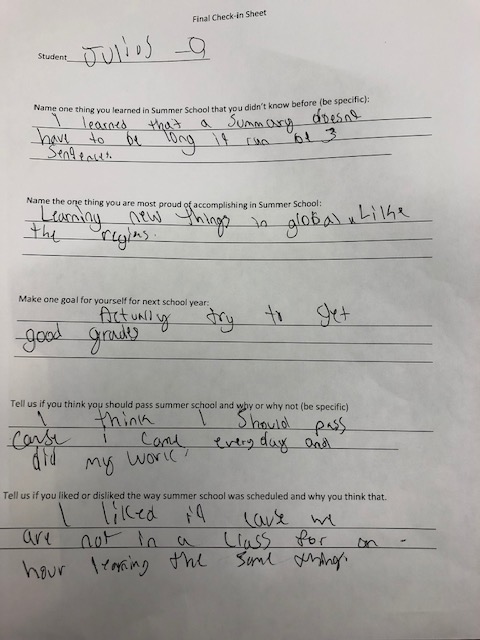 Final Check-in Sheet
Student Julios -9
Name one thing you learned in Summer School that you didn't know before (be specific):
I learned that a Summary doesnt
have to be long it can be 3
Sentences.
Name the one thing you are most proud of accomplishing in Summer School:
Learning new things in global Like
the regins.
Make one goal for yourself for next school year:
Actually try to get
good grades
Tell us if you think you should pass summer school and why or why not (be specific)
I think I Should pass
Cause i came everyday and
did my work.
Tell us if you liked or disliked the way summer school was scheduled and why you think that.
I liked it cause we
are not in a class for an -
hour learning the Same thing.